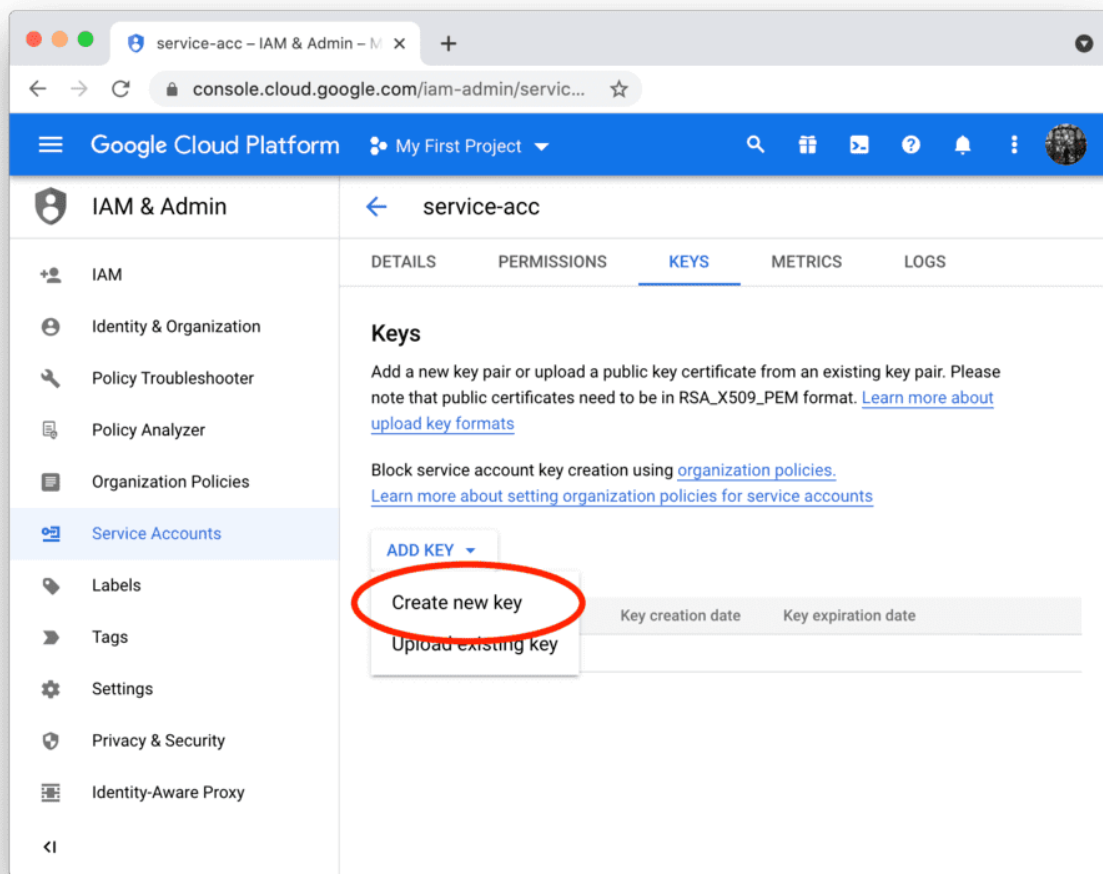 service-acc – IAM & Admin – M
console.cloud.google.com/iam-admin/servic...
Google Cloud Platform
My First Project
IAM & Admin
service-acc
IAM
Identity & Organization
Policy Troubleshooter
Policy Analyzer
Organization Policies
Service Accounts
Labels
Tags
Settings
Privacy & Security
Identity-Aware Proxy
DETAILS PERMISSIONS KEYS METRICS LOGS
Keys
Add a new key pair or upload a public key certificate from an existing key pair. Please
note that public certificates need to be in RSA_X509_PEM format. Learn more about
upload key formats
Block service account key creation using organization policies.
Learn more about setting organization policies for service accounts
ADD KEY
Create new key
Upload existing key
Key creation date Key expiration date